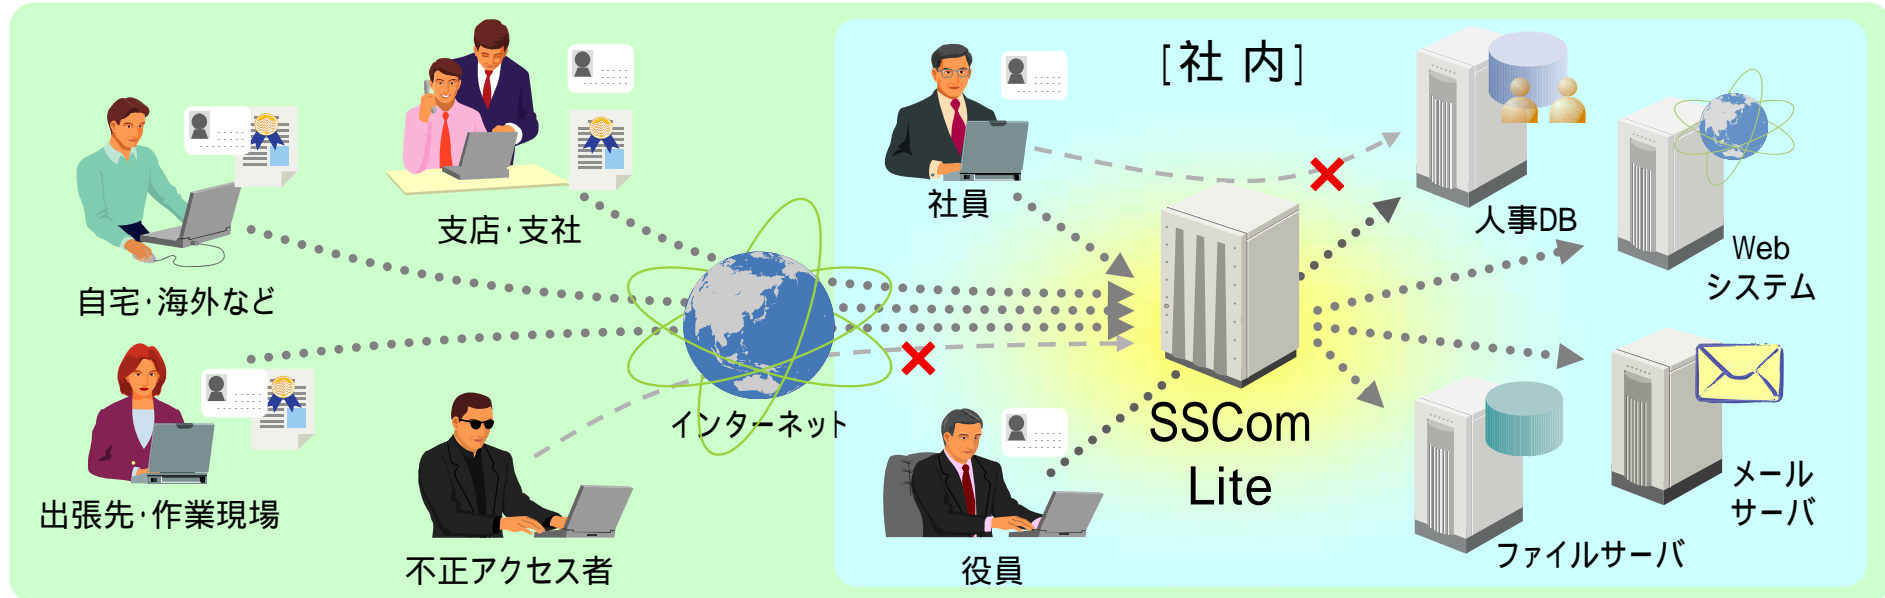 [社 内]
社員
人事DB
支店・支社
Web
システム
自宅・海外など
インターネット
SSCom
Lite
メール
サーバ
出張先・作業現場
ファイルサーバ
不正アクセス者
役員